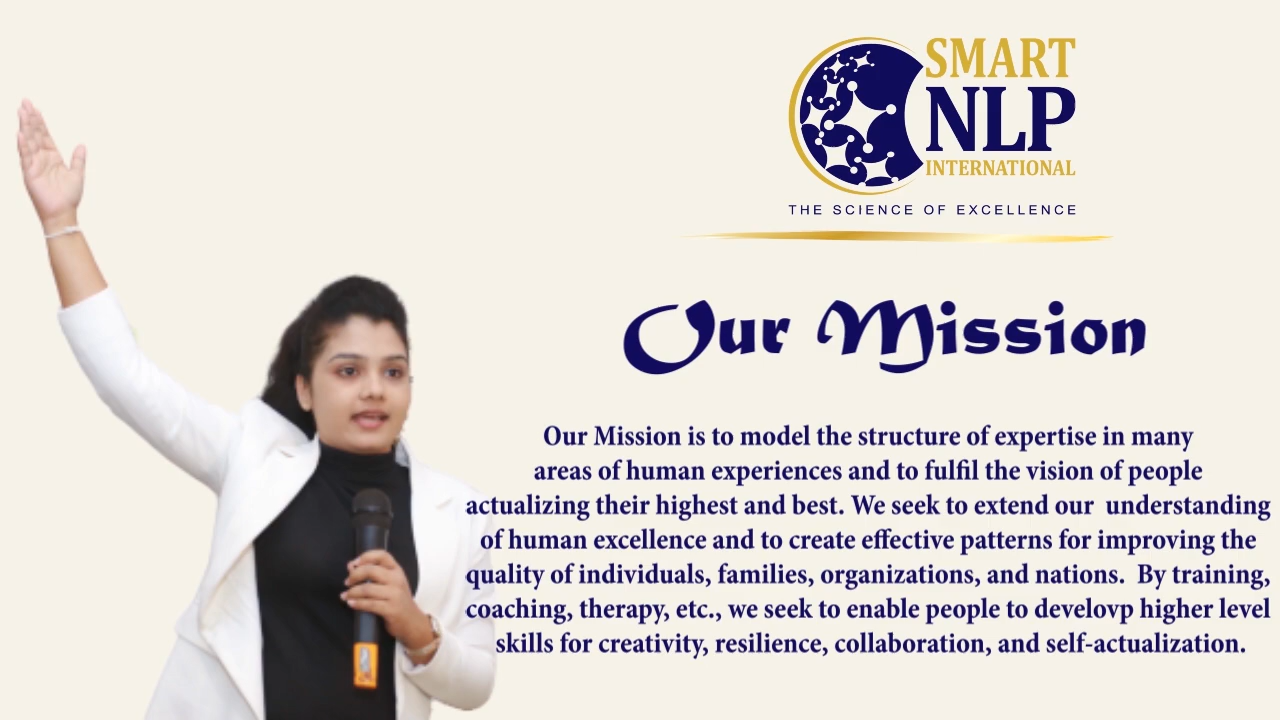 SMART
NLP
INTERNATIONAL
THE SCIENCE OF EXCELLENCE
Our Mission
Our Mission is to model the structure of expertise in many
areas of human experiences and to fulfil the vision of people
actualizing their highest and best. We seek to extend our understanding
of human excellence and to create effective patterns for improving the
quality of individuals, families, organizations, and nations. By training,
coaching, therapy, etc., we seek to enable people to develovp higher level
skills for creativity, resilience, collaboration, and self-actualization.